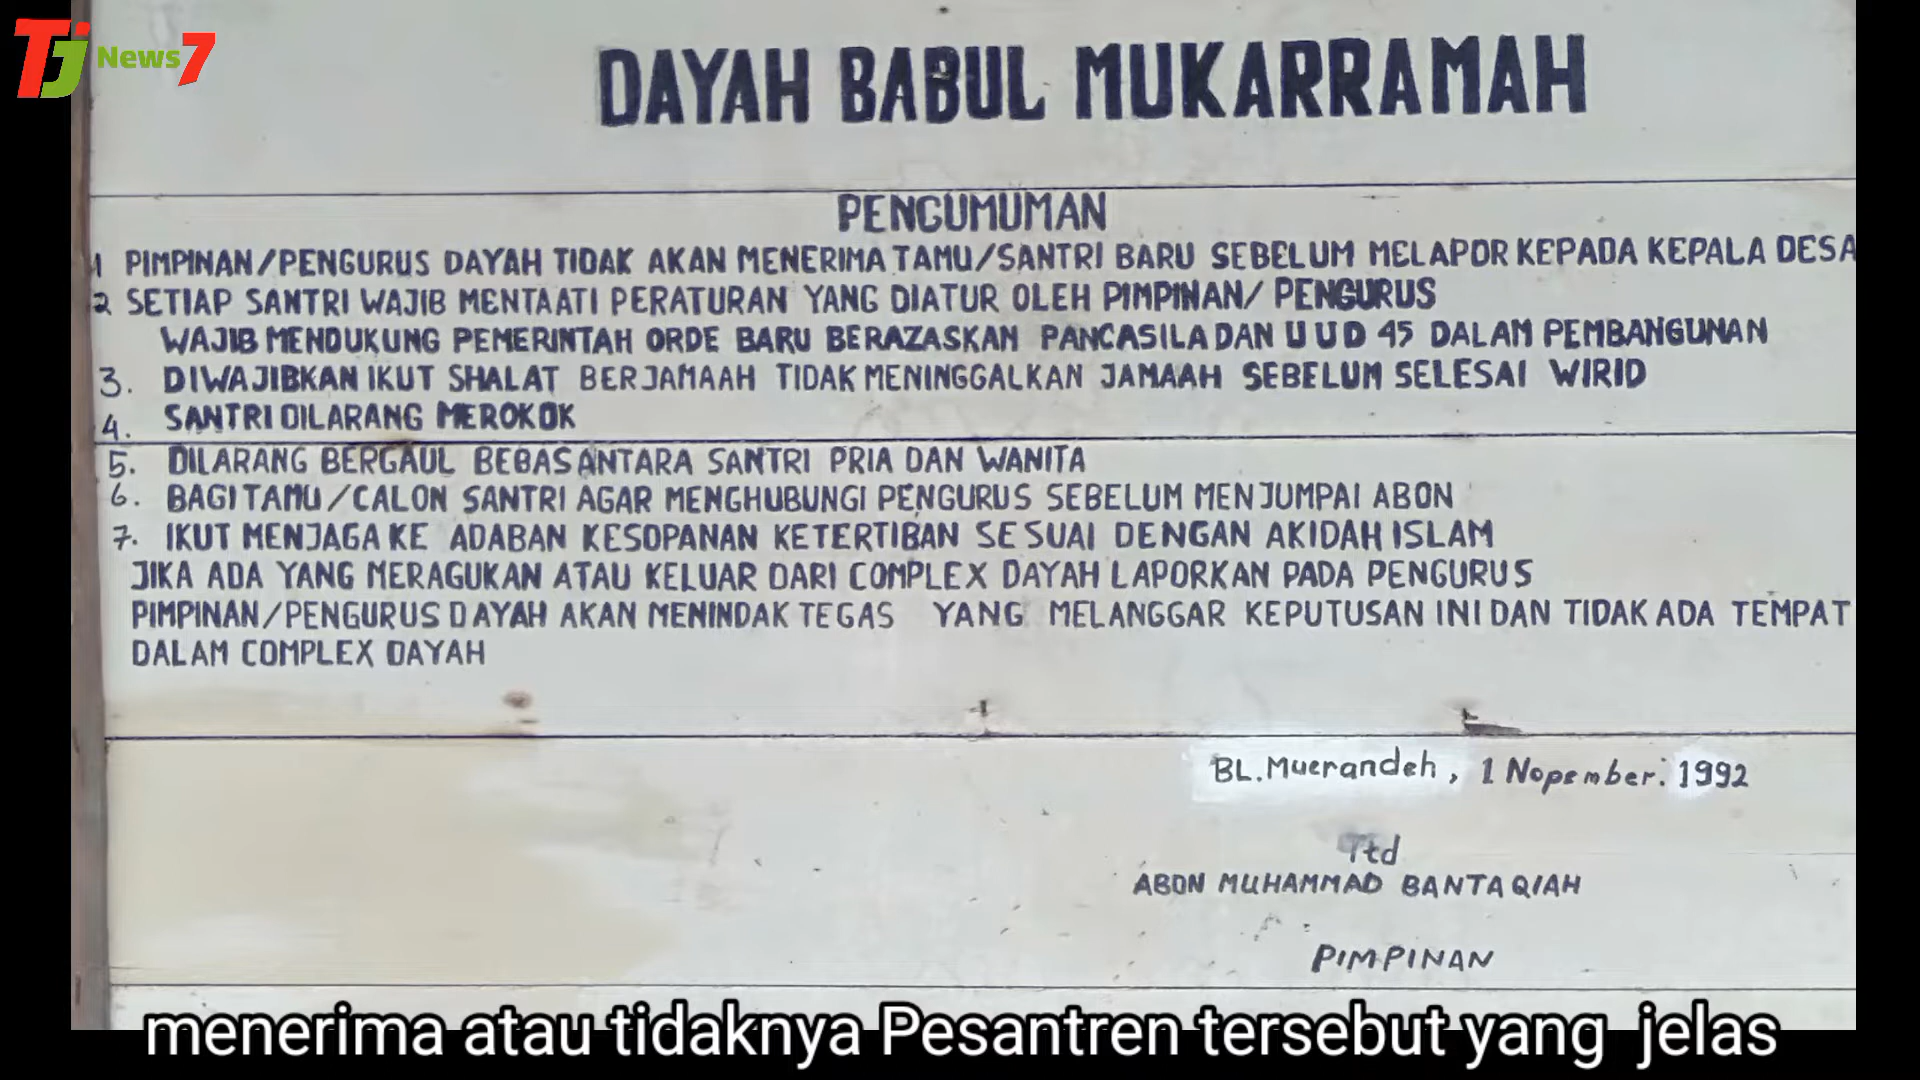 TJ News7
DAYAH BABUL MUKARRAMAH
PENGUMUMAN
1 PIMPINAN/PENGURUS DAYAH TIDAK AKAN MENERIMA TAMU/SANTRI BARU SEBELUM MELAPOR KEPADA KEPALA DESA
2 SETIAP SANTRI WAJIB MENTAATI PERATURAN YANG DIATUR OLEH PIMPINAN/ PENGURUS
WAJIB MENDUKUNG PEMERINTAH ORDE BARU BERAZASKAN PANCASILA DAN UUD 45 DALAM PEMBANGUNAN
3. DIWAJIBKAN IKUT SHALAT BERJAMAAH TIDAK MENINGGALKAN JAMAAH SEBELUM SELESAI WIRID
4. SANTRI DILARANG MEROKOK
5. DILARANG BERGAUL BEBAS ANTARA SANTRI PRIA DAN WANITA
6. BAGI TAMU/CALON SANTRI AGAR MENGHUBUNGI PENGURUS SEBELUM MENJUMPAI ABON
7. IKUT MENJAGA KE ADABAN KESOPANAN KETERTIBAN SESUAI DENGAN AKIDAH ISLAM
JIKA ADA YANG MERAGUKAN ATAU KELUAR DARI COMPLEX DAYAH LAPORKAN PADA PENGURUS
PIMPINAN/PENGURUS DAYAH AKAN MENINDAK TEGAS YANG MELANGGAR KEPUTUSAN INI DAN TIDAK ADA TEMPAT
DALAM COMPLEX DAYAH
BL. Muerandeh, 1 Nopember. 1992
Ttd
ABON MUHAMMAD BANTAQIAH
PIMPINAN
menerima atau tidaknya Pesantren tersebut yang jelas